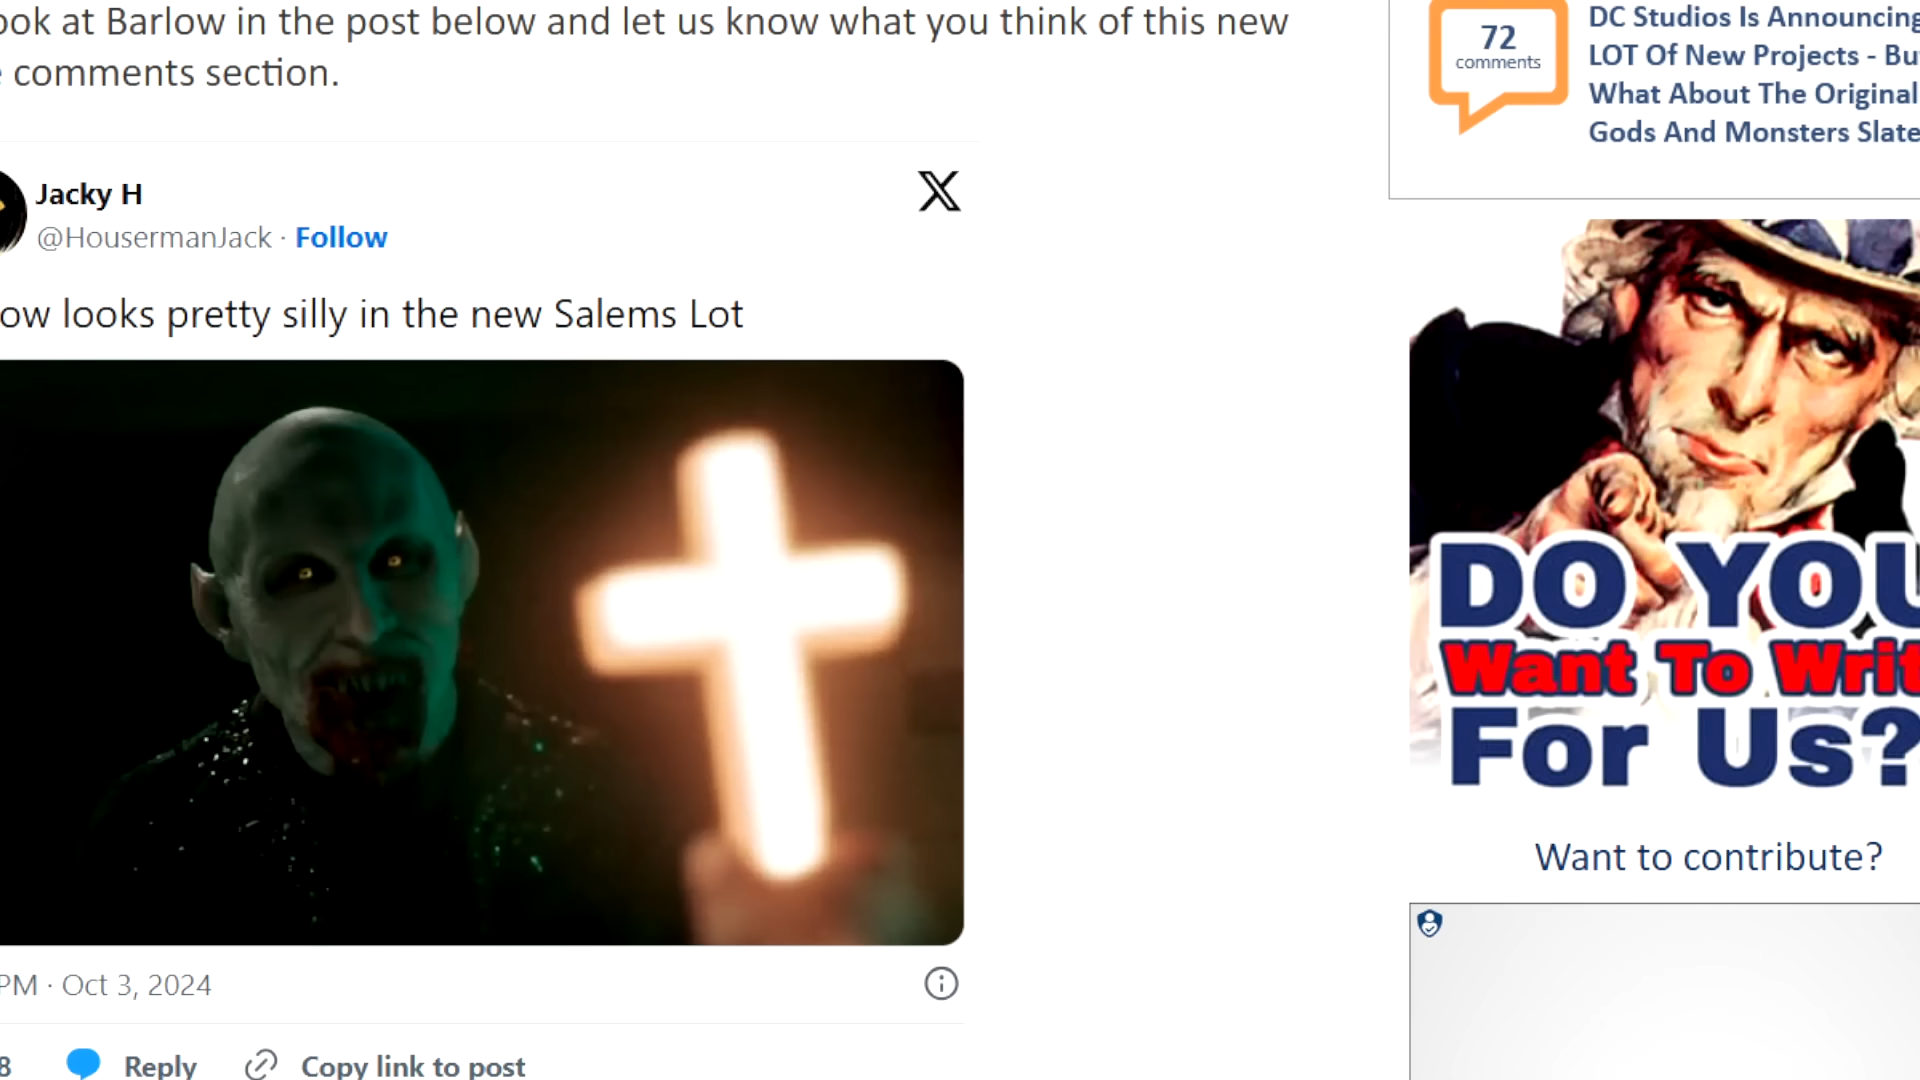 ook at Barlow in the post below and let us know what you think of this new
comments section.
Jacky H
@HousermanJack · Follow
ow looks pretty silly in the new Salems Lot
PM · Oct 3, 2024
8
Reply
Copy link to post
72
comments
DC Studios Is Announcing
LOT Of New Projects - Bu
What About The Original
Gods And Monsters Slate
DO YOU
Want To Writ
For Us?
Want to contribute?